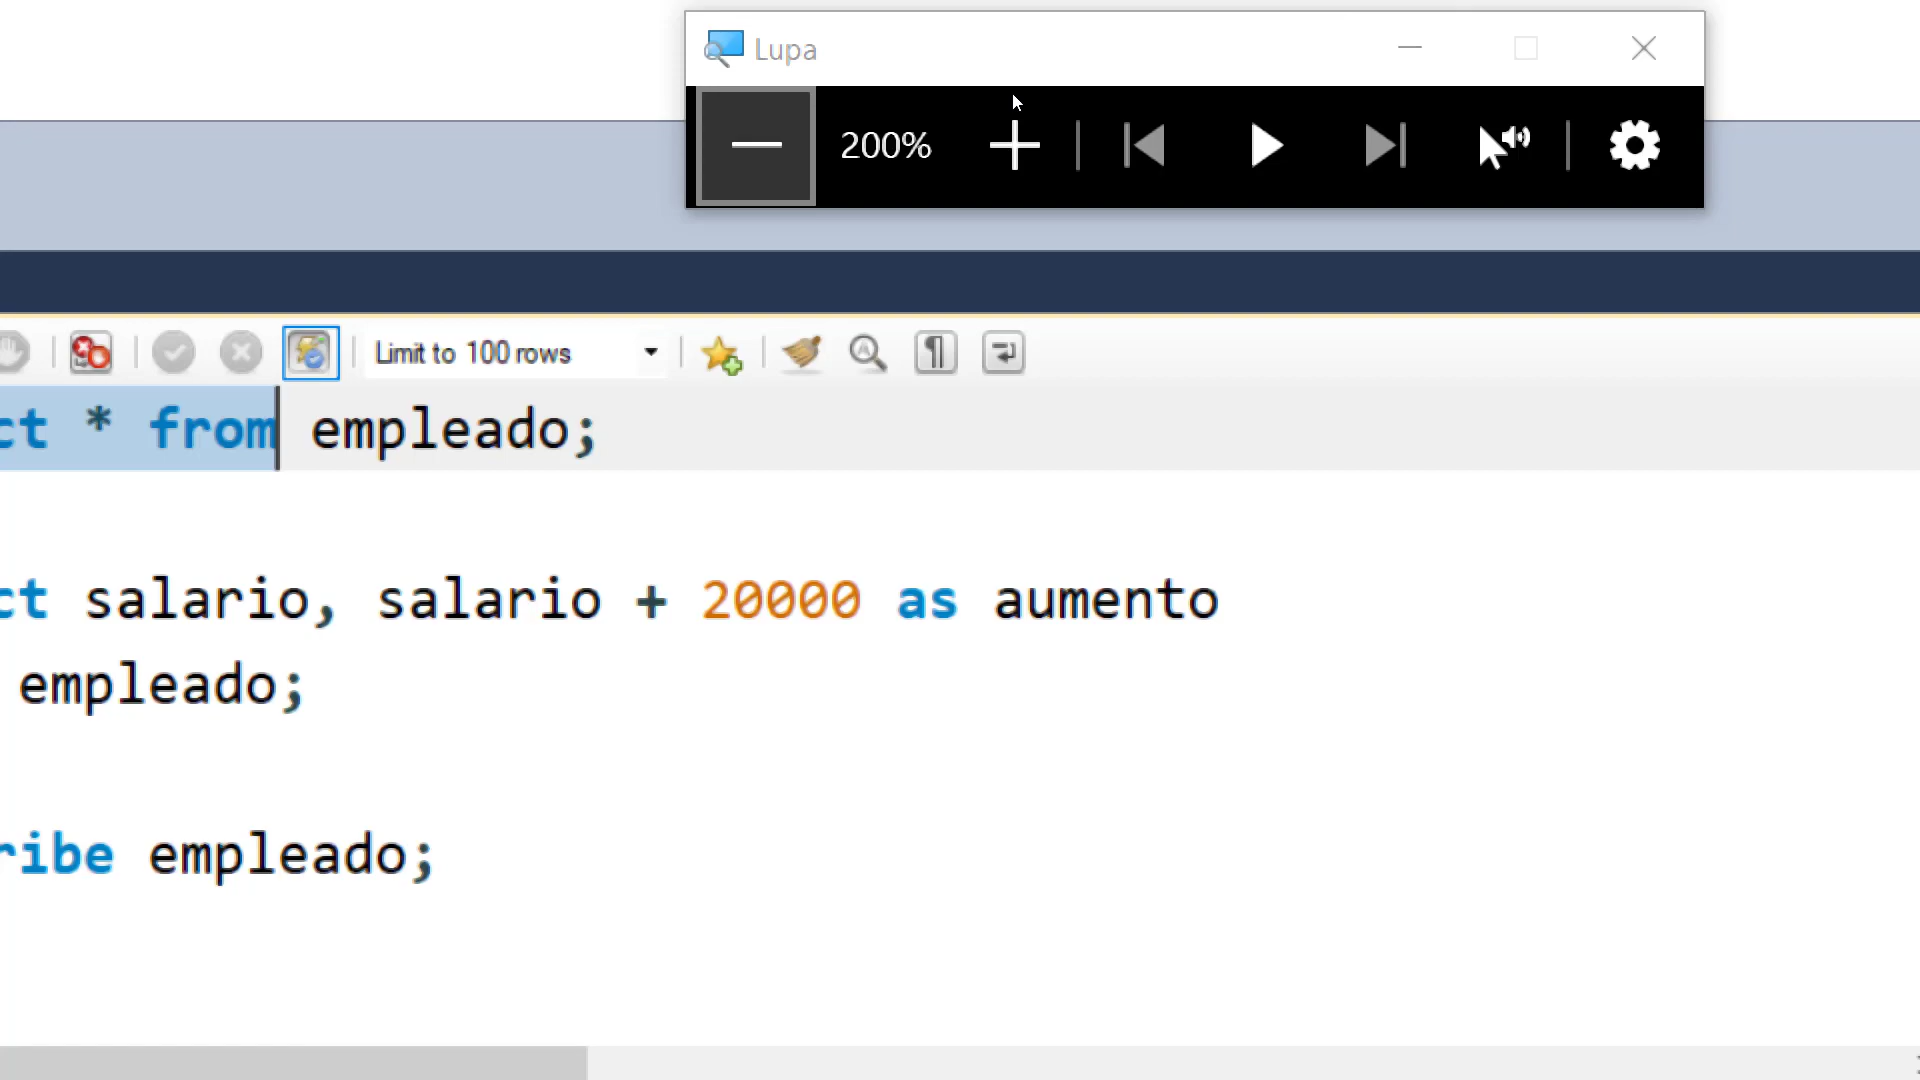 Lupa
200%
Limit to 100 rows
ct * from empleado;
ct salario, salario + 20000 as aumento
empleado;
ribe empleado;